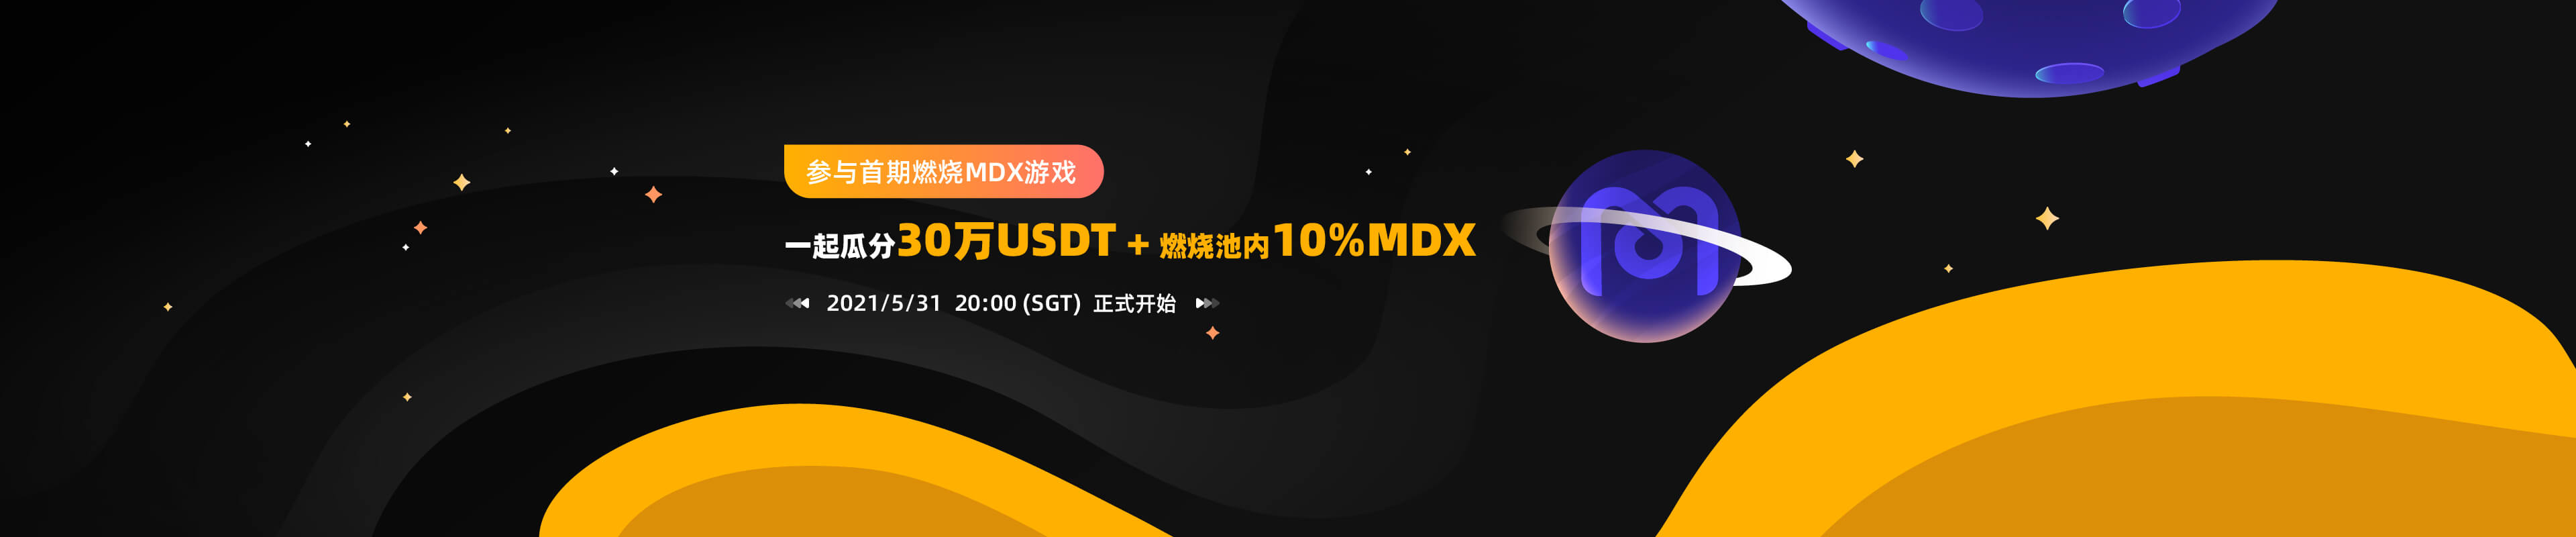 参与首期燃烧MDX游戏
一起瓜分30万USDT + 燃烧池内10%MDX
2021/5/31 20:00 (SGT) 正式开始